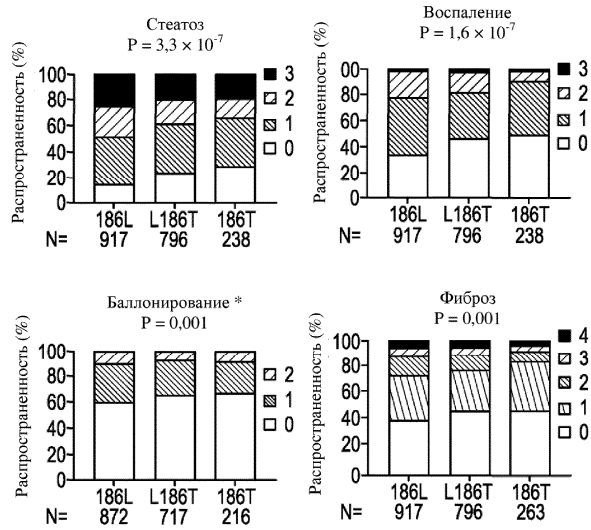 Стеатоз
P = 3,3 × 10⁻⁷
Распространенность (%)
100
80
60
40
20
0
3
2
1
0
186L L186T 186T
N= 917 796 238
Воспаление
P = 1,6 × 10⁻⁷
Распространенность (%)
00
80
60
40
20
0
3
2
1
0
186L L186T 186T
N= 917 796 238
Баллонирование *
P = 0,001
Распространенность (%)
100
80
60
40
20
0
2
1
0
186L L186T 186T
N= 872 717 216
Фиброз
P = 0,001
Распространенность (%)
100
80
60
40
20
0
4
3
2
1
0
186L L186T 186T
N= 917 796 263